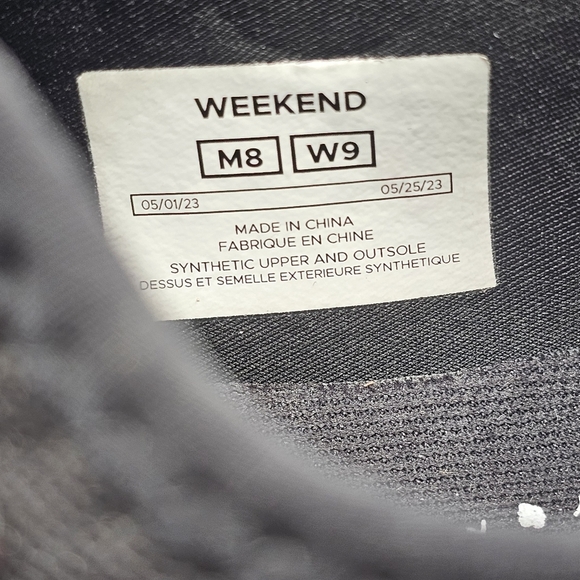 WEEKEND
M8 W9
05/01/23 05/25/23
MADE IN CHINA
FABRIQUE EN CHINE
SYNTHETIC UPPER AND OUTSOLE
DESSUS ET SEMELLE EXTERIEURE SYNTHETIQUE